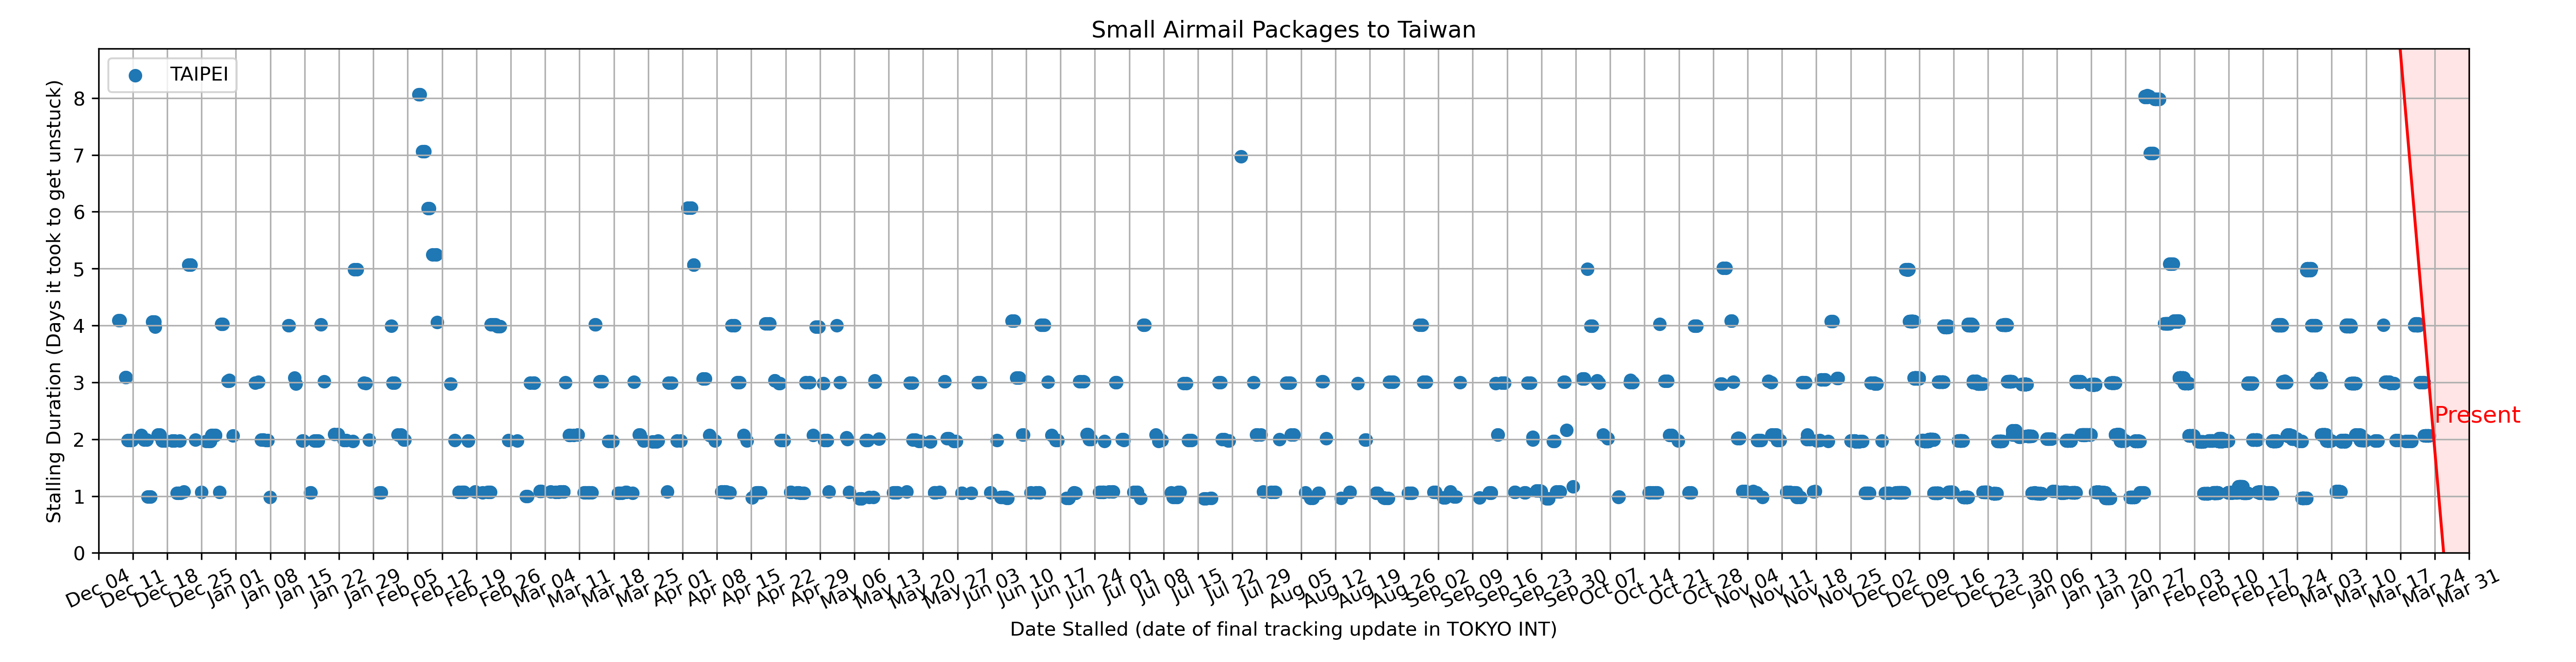 Small Airmail Packages to Taiwan
TAIPEI
Stalling Duration (Days it took to get unstuck)
8
7
6
5
4
3
2
1
0
Present
Dec 04 Dec 11 Dec 18 Dec 25 Jan 01 Jan 08 Jan 15 Jan 22 Jan 29 Feb 05 Feb 12 Feb 19 Feb 26 Mar 04 Mar 11 Mar 18 Mar 25 Apr 01 Apr 08 Apr 15 Apr 22 Apr 29 May 06 May 13 May 20 May 27 Jun 03 Jun 10 Jun 17 Jun 24 Jul 01 Jul 08 Jul 15 Jul 22 Jul 29 Aug 05 Aug 12 Aug 19 Aug 26 Sep 02 Sep 09 Sep 16 Sep 23 Sep 30 Oct 07 Oct 14 Oct 21 Oct 28 Nov 04 Nov 11 Nov 18 Nov 25 Dec 02 Dec 09 Dec 16 Dec 23 Dec 30 Jan 06 Jan 13 Jan 20 Jan 27 Feb 03 Feb 10 Feb 17 Feb 24 Mar 03 Mar 10 Mar 17 Mar 24 Mar 31
Date Stalled (date of final tracking update in TOKYO INT)